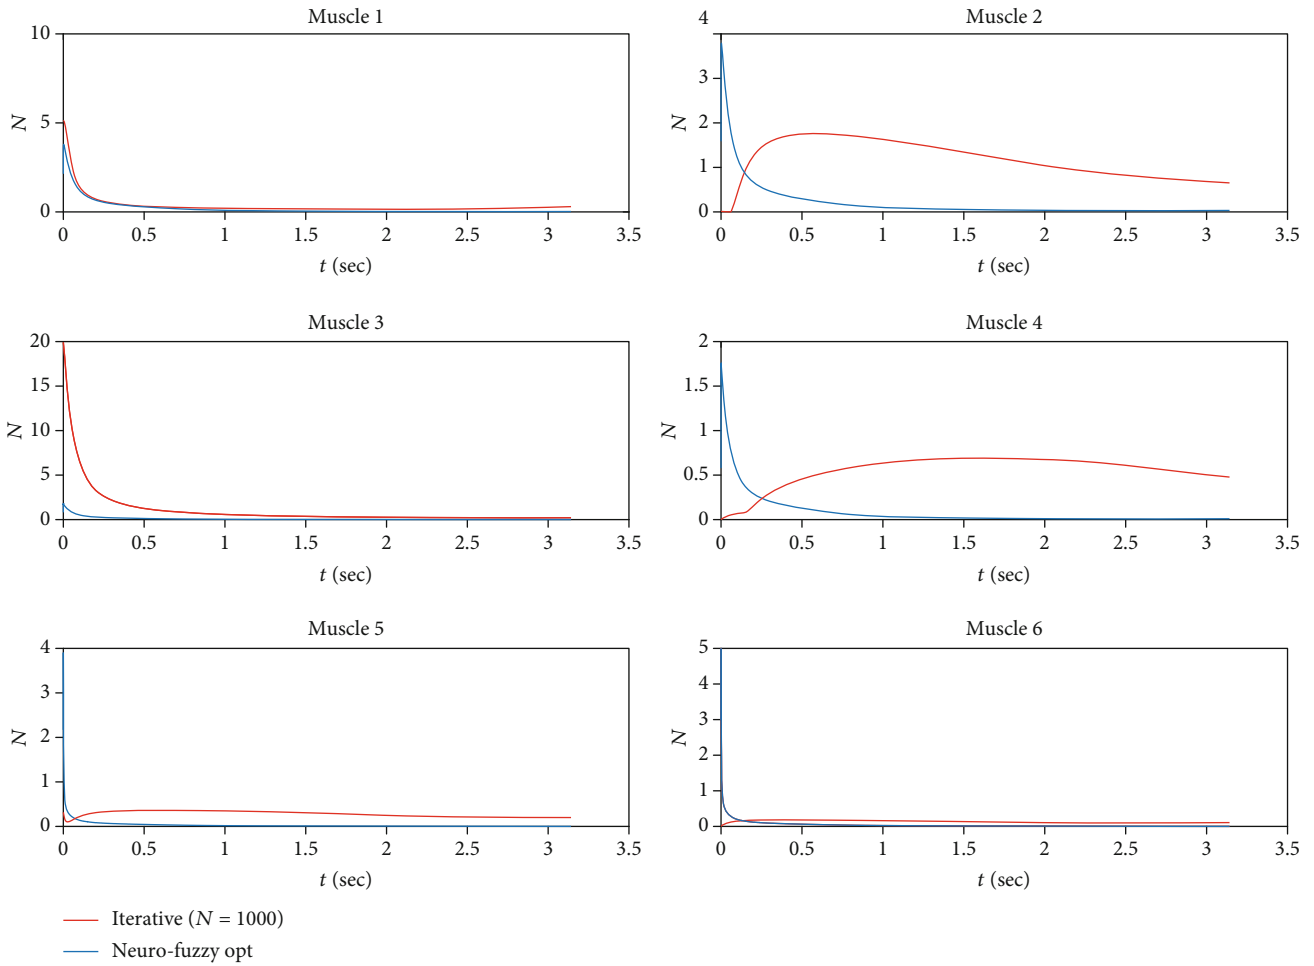 Muscle 1
10
5
0
N
0 0.5 1 1.5 2 2.5 3 3.5
t (sec)
Muscle 2
4
3
2
1
0
N
0 0.5 1 1.5 2 2.5 3 3.5
t (sec)
Muscle 3
20
15
10
5
0
N
0 0.5 1 1.5 2 2.5 3 3.5
t (sec)
Muscle 4
2
1.5
1
0.5
0
N
0 0.5 1 1.5 2 2.5 3 3.5
t (sec)
Muscle 5
4
3
2
1
0
N
0 0.5 1 1.5 2 2.5 3 3.5
t (sec)
Muscle 6
5
4
3
2
1
0
N
0 0.5 1 1.5 2 2.5 3 3.5
t (sec)
Iterative (N = 1000)
Neuro-fuzzy opt